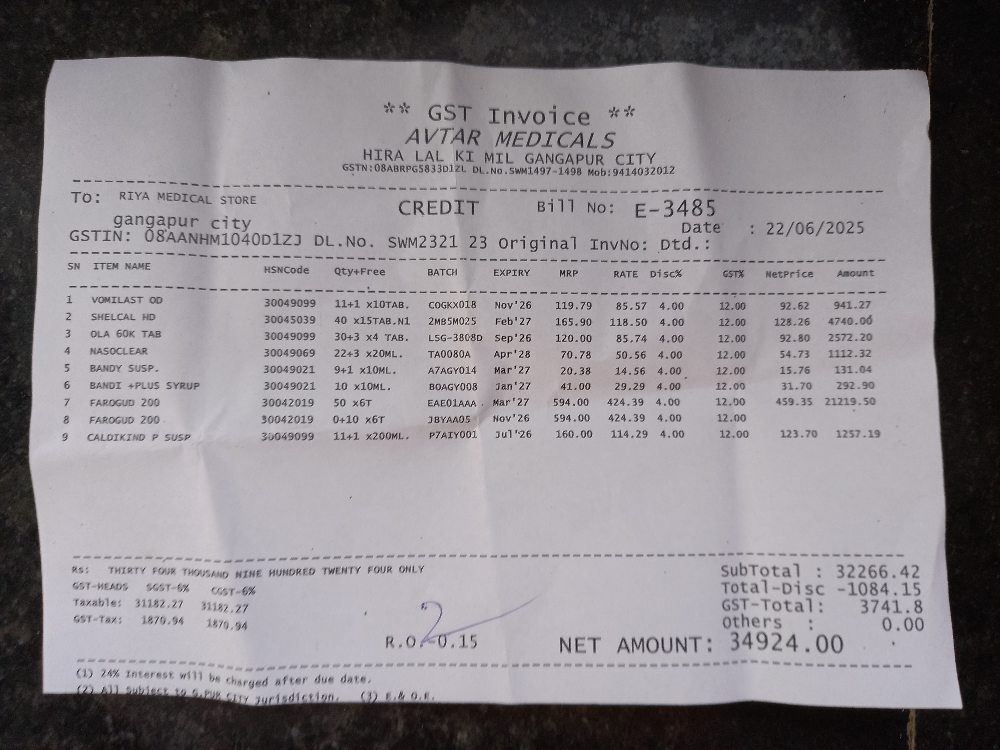 ** GST Invoice **
AVTAR MEDICALS
HIRA LAL KI MIL GANGAPUR CITY
GSTN:08ABRPG5833D1ZL DL.No.SWM1497-1498 Mob:9414032012
To: RIYA MEDICAL STORE
gangapur city
CREDIT Bill No: E-3485
Date : 22/06/2025
GSTIN: 08AANHM1040D1ZJ DL.No. SWM2321 23 Original InvNo: Dtd.:
SN ITEM NAME HSNCode Qty+Free BATCH EXPIRY MRP RATE Disc% GST% NetPrice Amount
1 VOMILAST OD 30049099 11+1 x10TAB. COGKX018 Nov'26 119.79 85.57 4.00 12.00 92.62 941.27
2 SHELCAL HD 30045039 40 x15TAB.N1 2MB5M025 Feb'27 165.90 118.50 4.00 12.00 128.26 4740.00
3 OLA 60K TAB 30049099 30+3 x4 TAB. LSG-3808D Sep'26 120.00 85.74 4.00 12.00 92.80 2572.20
4 NASOCLEAR 30049069 22+3 x20ML. TA0080A Apr'28 70.78 50.56 4.00 12.00 54.73 1112.32
5 BANDY SUSP. 30049021 9+1 x10ML. A7AGY014 Mar'27 20.38 14.56 4.00 12.00 15.76 131.04
6 BANDI +PLUS SYRUP 30049021 10 x10ML. BOAGY008 Jan'27 41.00 29.29 4.00 12.00 31.70 292.90
7 FAROGUD 200 30042019 50 x6T EAE01AAA Mar'27 594.00 424.39 4.00 12.00 459.35 21219.50
8 FAROGUD 200 30042019 0+10 x6T JBYAA05 Nov'26 594.00 424.39 4.00 12.00
9 CALDIKIND P SUSP 30049099 11+1 x200ML. P7AIY001 Jul'26 160.00 114.29 4.00 12.00 123.70 1257.19
Rs: THIRTY FOUR THOUSAND NINE HUNDRED TWENTY FOUR ONLY
GST-HEADS SGST-6% CGST-6%
Taxable: 31182.27 31182.27
GST-Tax: 1870.94 1870.94
SubTotal : 32266.42
Total-Disc -1084.15
GST-Total: 3741.8
Others : 0.00
R.O.-0.15 NET AMOUNT: 34924.00
(1) 24% Interest will be charged after due date.
(2) All Subject to G.PUR CITY Jurisdiction. (3) E.& O.E.